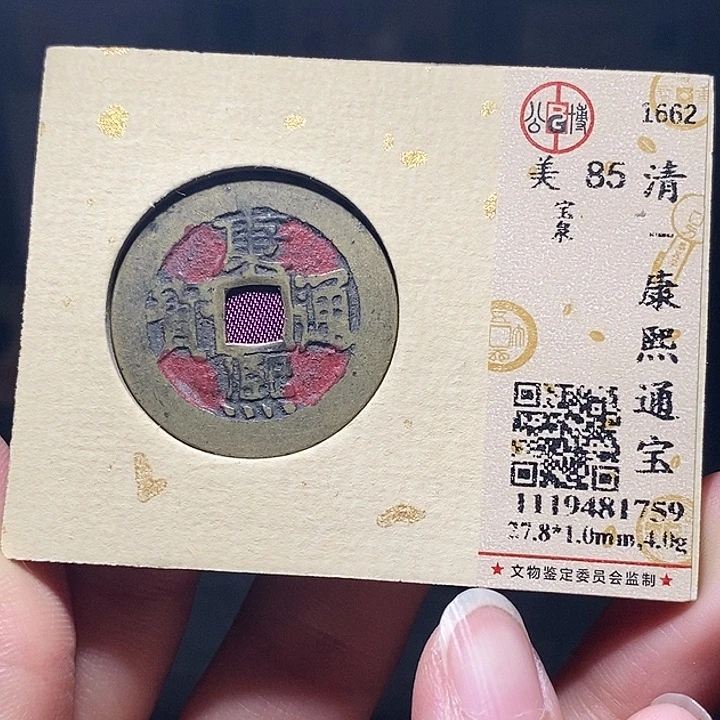 康熙通寳
公博
G
1662
美 85
宝泉
清—康熙通宝
1119481759
27.8*1.0mm,4.0g
★文物鉴定委员会监制★